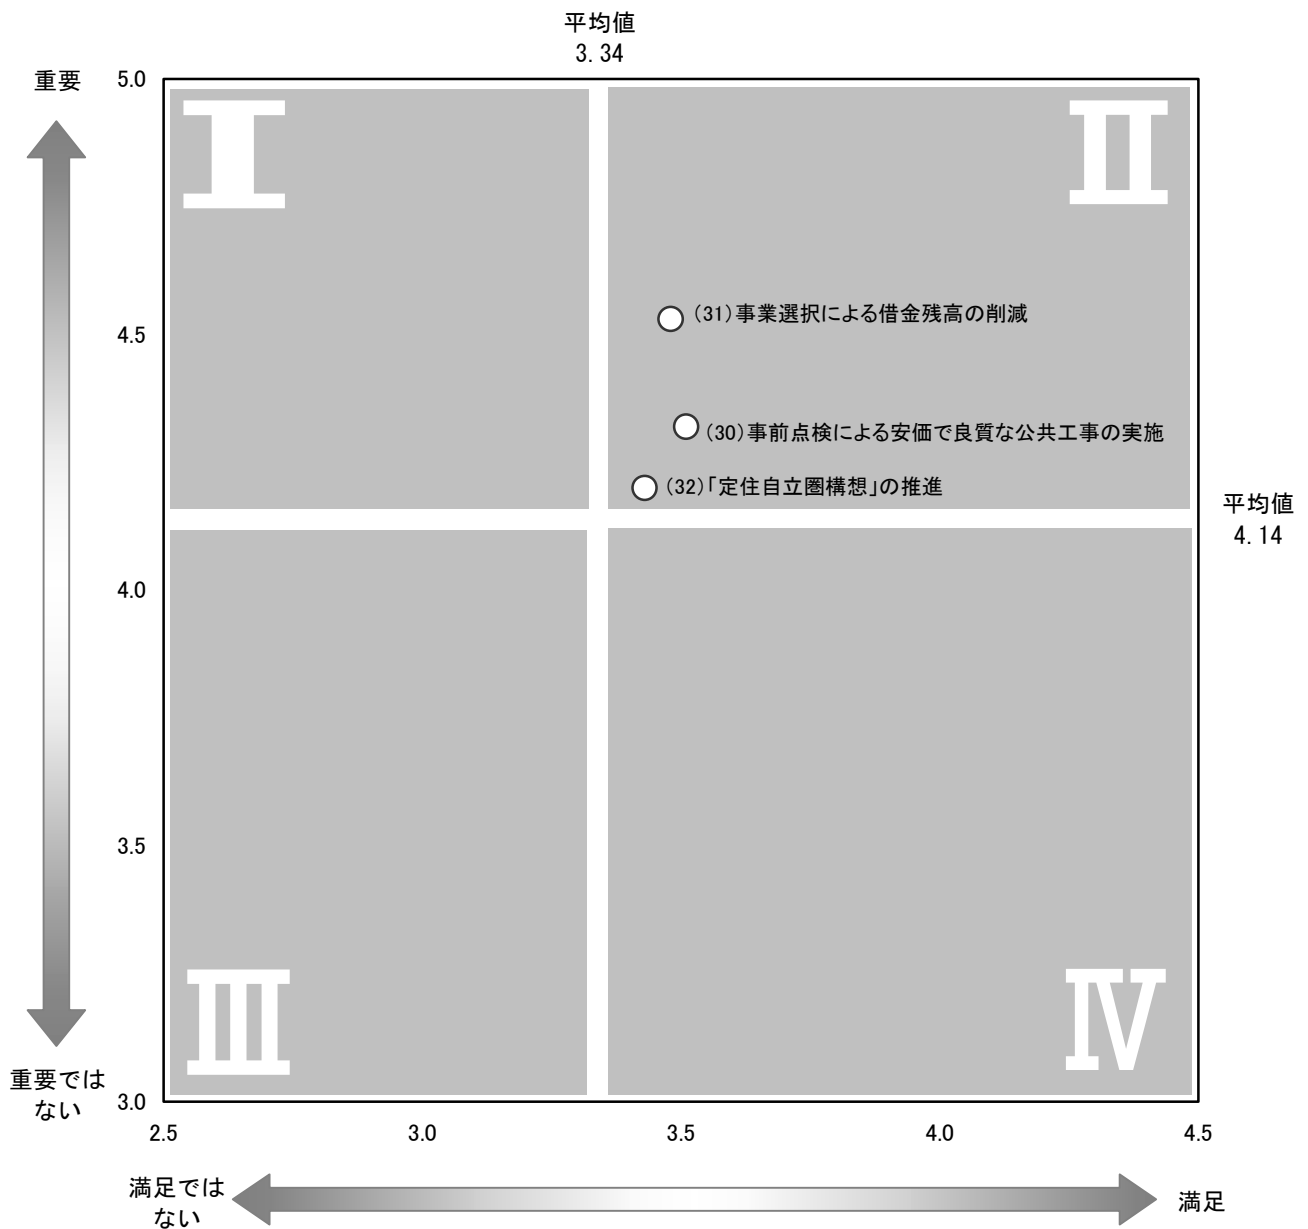 平均値
3.34
重要
5.0
Ⅰ
Ⅱ
(31)事業選択による借金残高の削減
4.5
(30)事前点検による安価で良質な公共工事の実施
(32)「定住自立圏構想」の推進
平均値
4.14
4.0
3.5
Ⅲ
Ⅳ
重要では
ない
3.0
2.5
3.0
3.5
4.0
4.5
満足では
ない
満足